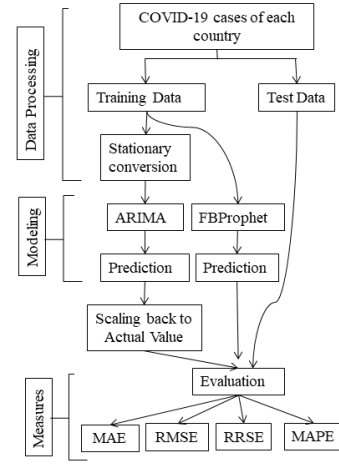 COVID-19 cases of each
country
Data Processing
Training Data
Test Data
Stationary
conversion
Modeling
ARIMA
FBProphet
Prediction
Prediction
Scaling back to
Actual Value
Evaluation
Measures
MAE
RMSE
RRSE
MAPE